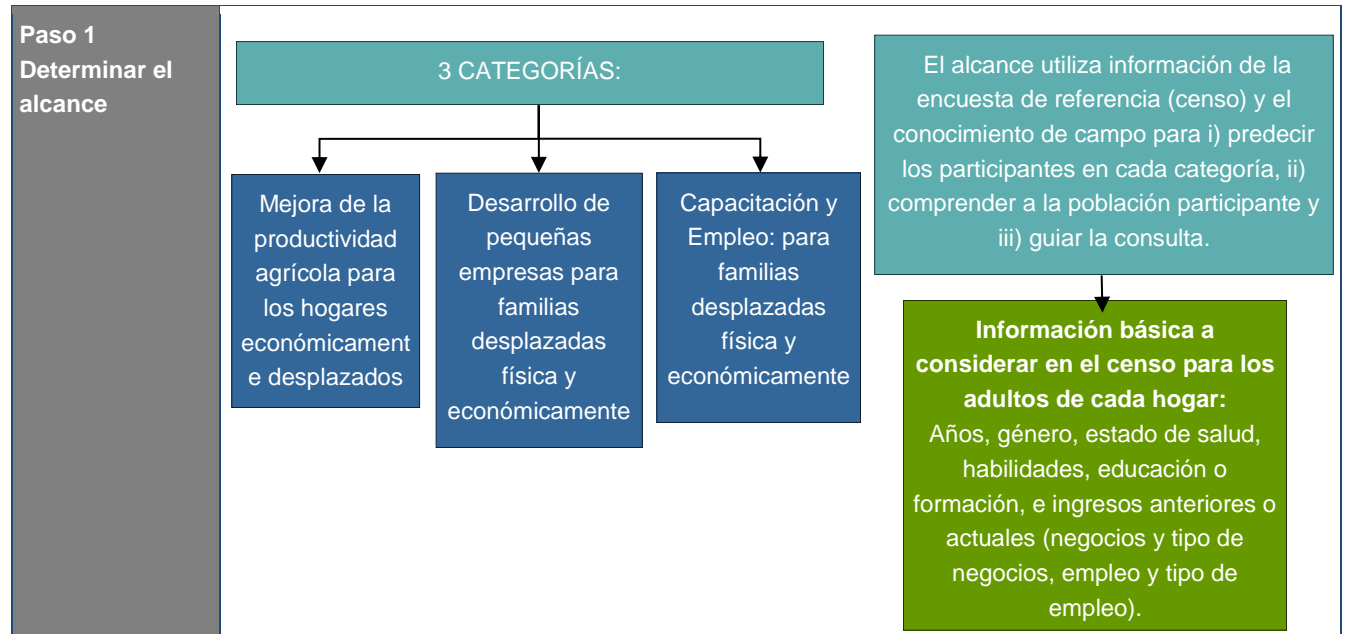 Paso 1
Determinar el
alcance
3 CATEGORÍAS:
Mejora de la
productividad
agrícola para
los hogares
económicament
e desplazados
Desarrollo de
pequeñas
empresas para
familias
desplazadas
física y
económicamente
Capacitación y
Empleo: para
familias
desplazadas
física y
económicamente
El alcance utiliza información de la
encuesta de referencia (censo) y el
conocimiento de campo para i) predecir
los participantes en cada categoría, ii)
comprender a la población participante y
iii) guiar la consulta.
Información básica a
considerar en el censo para los
adultos de cada hogar:
Años, género, estado de salud,
habilidades, educación o
formación, e ingresos anteriores o
actuales (negocios y tipo de
negocios, empleo y tipo de
empleo).